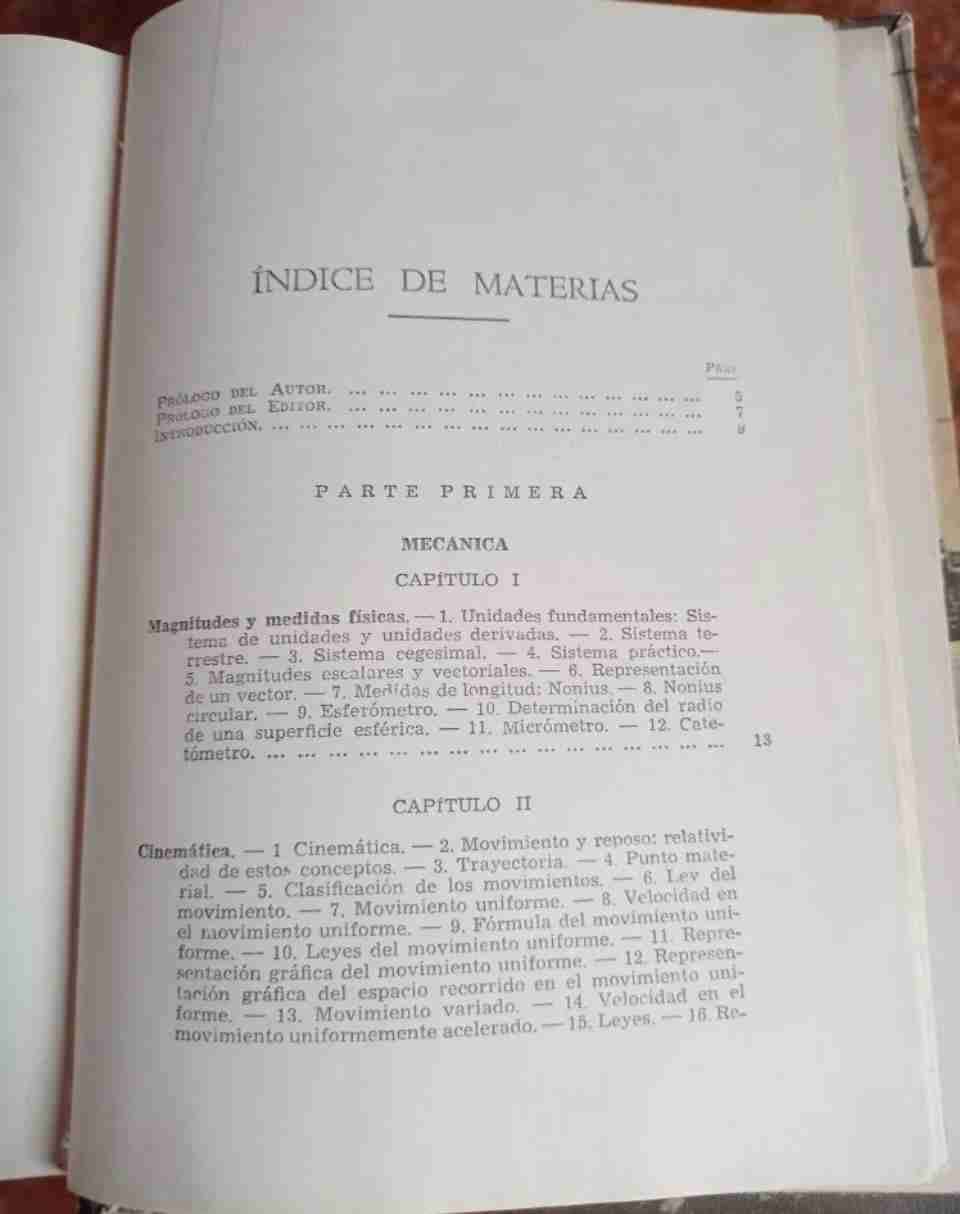 ÍNDICE DE MATERIAS
PÁG.
PRÓLOGO DEL AUTOR. ... ... ... ... ... ... ... ... ... ... ... ... ... 5
PRÓLOGO DEL EDITOR. ... ... ... ... ... ... ... ... ... ... ... ... ... 7
INTRODUCCIÓN. ... ... ... ... ... ... ... ... ... ... ... ... ... ... ... ... 9
PARTE PRIMERA
MECANICA
CAPÍTULO I
Magnitudes y medidas físicas. — 1. Unidades fundamentales: Sis-
tema de unidades y unidades derivadas. — 2. Sistema te-
rrestre. — 3. Sistema cegesimal. — 4. Sistema práctico.—
5. Magnitudes escalares y vectoriales. — 6. Representación
de un vector. — 7. Medidas de longitud: Nonius. — 8. Nonius
circular. — 9. Esferómetro. — 10. Determinación del radio
de una superficie esférica. — 11. Micrómetro. — 12. Cate-
tómetro. ... ... ... ... ... ... ... ... ... ... ... ... ... ... ... 13
CAPÍTULO II
Cinemática. — 1 Cinemática. — 2. Movimiento y reposo: relativi-
dad de estos conceptos. — 3. Trayectoria. — 4. Punto mate-
rial. — 5. Clasificación de los movimientos. — 6. Ley del
movimiento. — 7. Movimiento uniforme. — 8. Velocidad en
el movimiento uniforme. — 9. Fórmula del movimiento uni-
forme. — 10. Leyes del movimiento uniforme. — 11. Repre-
sentación gráfica del movimiento uniforme. — 12. Represen-
tación gráfica del espacio recorrido en el movimiento uni-
forme. — 13. Movimiento variado. — 14. Velocidad en el
movimiento uniformemente acelerado. — 15. Leyes. — 16. Re-